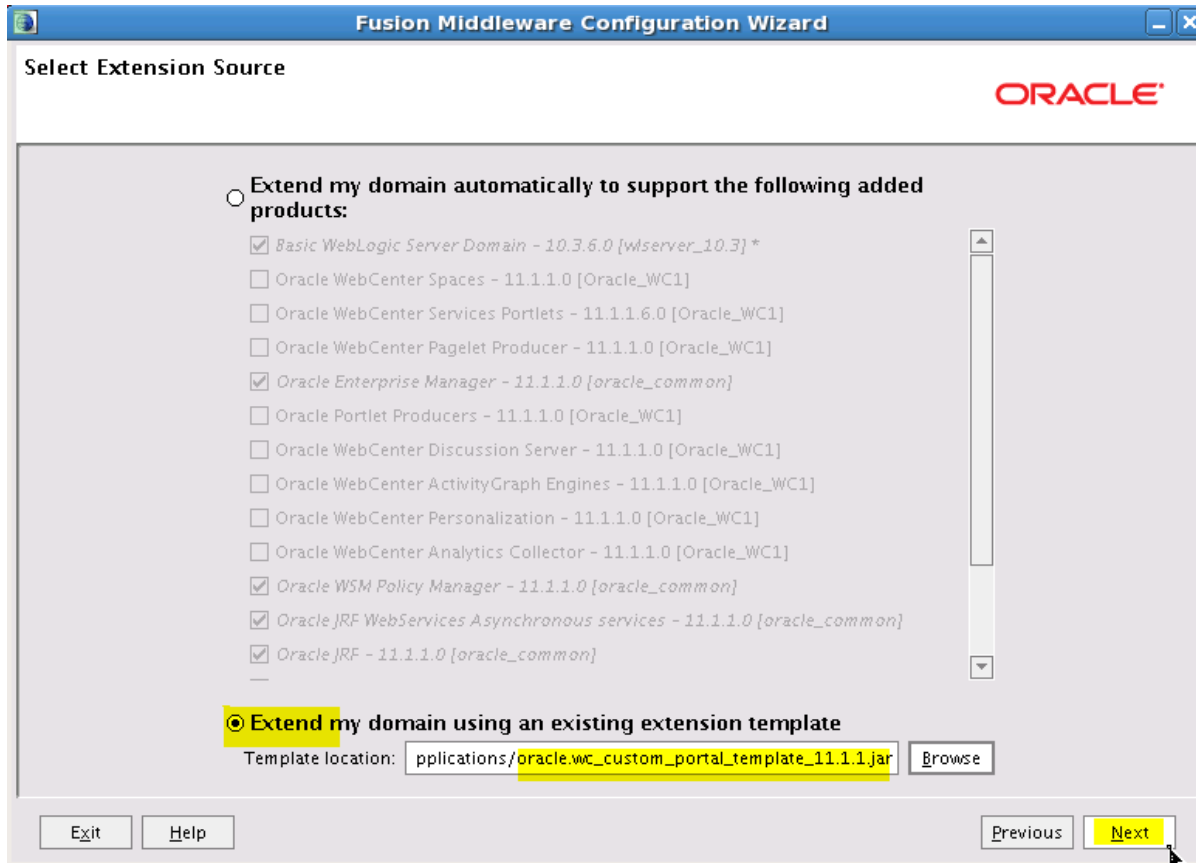 Fusion Middleware Configuration Wizard
Select Extension Source
ORACLE
Extend my domain automatically to support the following added
products:
Basic WebLogic Server Domain - 10.3.6.0 [wlserver_10.3] *
Oracle WebCenter Spaces - 11.1.1.0 [Oracle_WC1]
Oracle WebCenter Services Portlets - 11.1.1.6.0 [Oracle_WC1]
Oracle WebCenter Pagelet Producer - 11.1.1.0 [Oracle_WC1]
Oracle Enterprise Manager - 11.1.1.0 [oracle_common]
Oracle Portlet Producers - 11.1.1.0 [Oracle_WC1]
Oracle WebCenter Discussion Server - 11.1.1.0 [Oracle_WC1]
Oracle WebCenter ActivityGraph Engines - 11.1.1.0 [Oracle_WC1]
Oracle WebCenter Personalization - 11.1.1.0 [Oracle_WC1]
Oracle WebCenter Analytics Collector - 11.1.1.0 [Oracle_WC1]
Oracle WSM Policy Manager - 11.1.1.0 [oracle_common]
Oracle JRF WebServices Asynchronous services - 11.1.1.0 [oracle_common]
Oracle JRF - 11.1.1.0 [oracle_common]
Extend my domain using an existing extension template
Template location: pplications/oracle.wc_custom_portal_template_11.1.1.jar Browse
Exit Help Previous Next